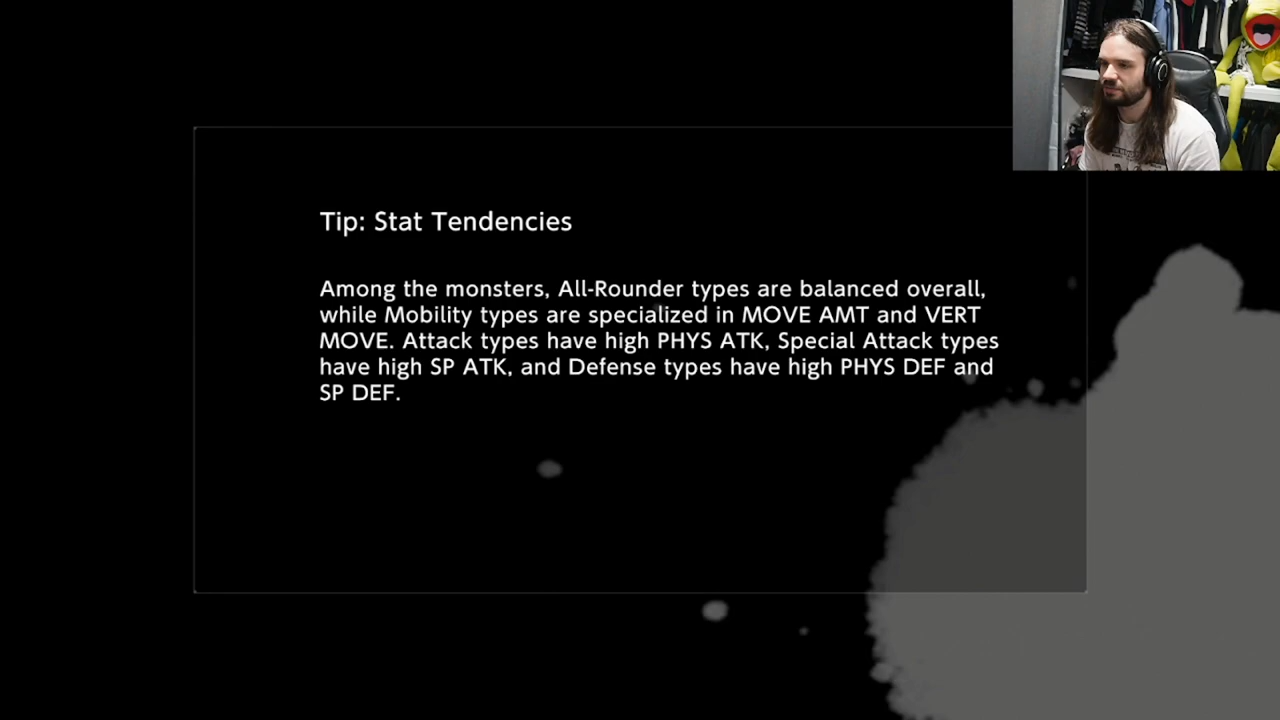 Tip: Stat Tendencies
Among the monsters, All-Rounder types are balanced overall,
while Mobility types are specialized in MOVE AMT and VERT
MOVE. Attack types have high PHYS ATK, Special Attack types
have high SP ATK, and Defense types have high PHYS DEF and
SP DEF.